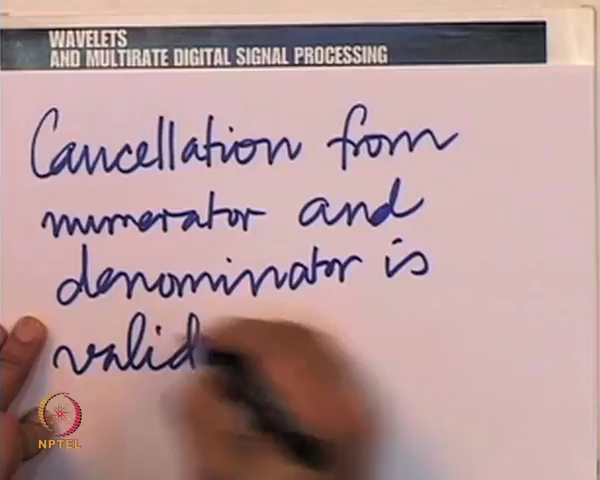 WAVELETS
AND MULTIRATE DIGITAL SIGNAL PROCESSING
Cancellation from
numerator and
denominator is
valid
NPTEL